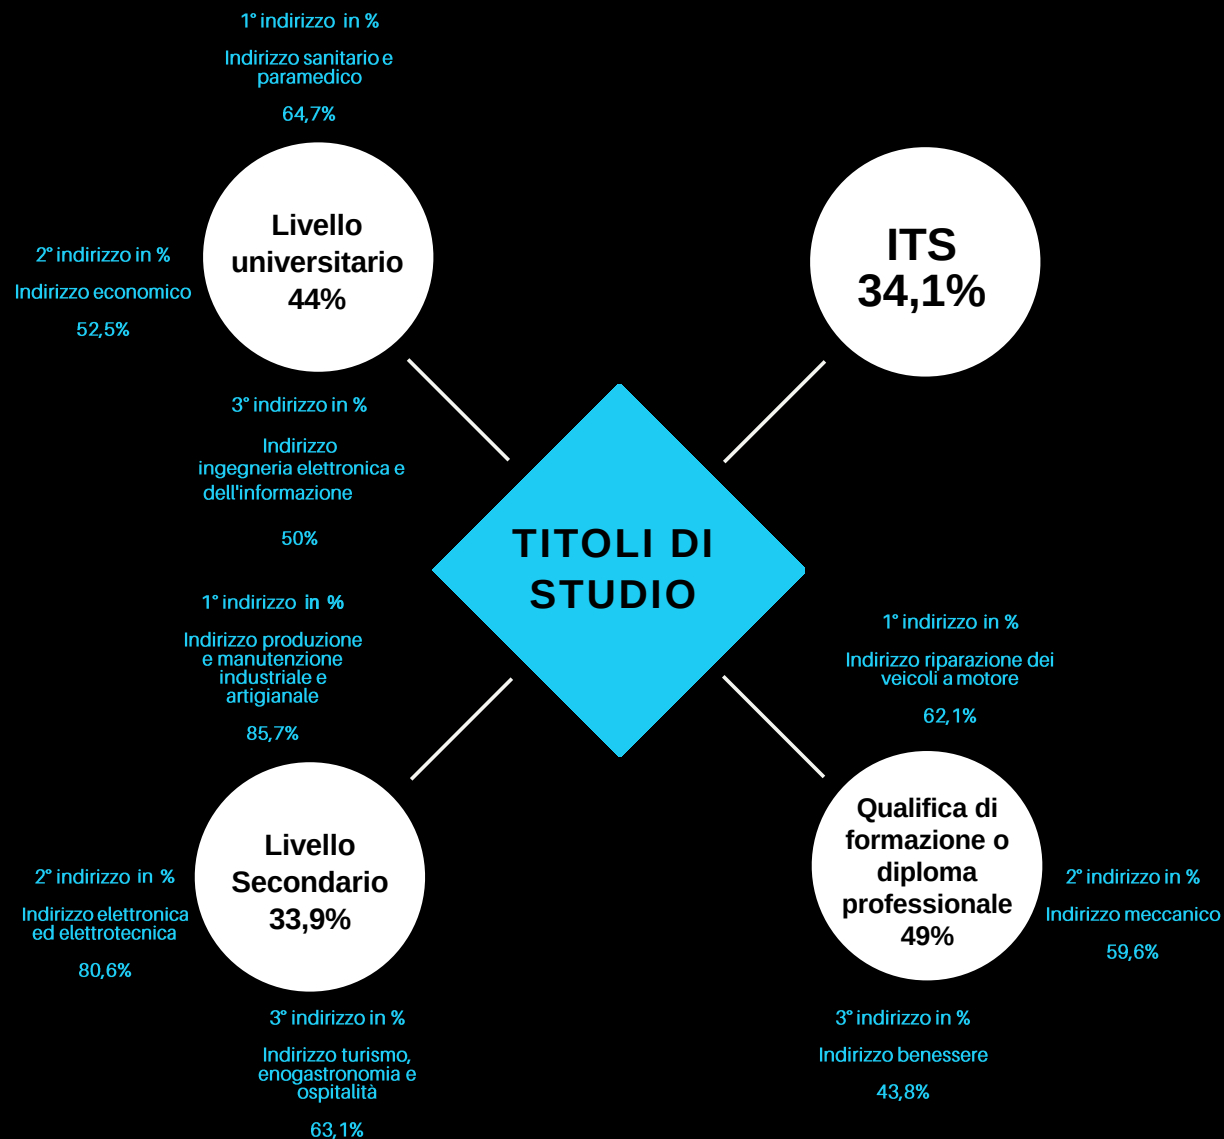 1° indirizzo in %
Indirizzo sanitario e
paramedico
64,7%
Livello
universitario
44%
2° indirizzo in %
Indirizzo economico
52,5%
3° indirizzo in %
Indirizzo
ingegneria elettronica e
dell'informazione
50%
ITS
34,1%
TITOLI DI
STUDIO
1° indirizzo in %
Indirizzo produzione
e manutenzione
industriale e
artigianale
85,7%
Livello
Secondario
33,9%
2° indirizzo in %
Indirizzo elettronica
ed elettrotecnica
80,6%
3° indirizzo in %
Indirizzo turismo,
enogastronomia e
ospitalità
63,1%
1° indirizzo in %
Indirizzo riparazione dei
veicoli a motore
62,1%
Qualifica di
formazione o
diploma
professionale
49%
2° indirizzo in %
Indirizzo meccanico
59,6%
3° indirizzo in %
Indirizzo benessere
43,8%